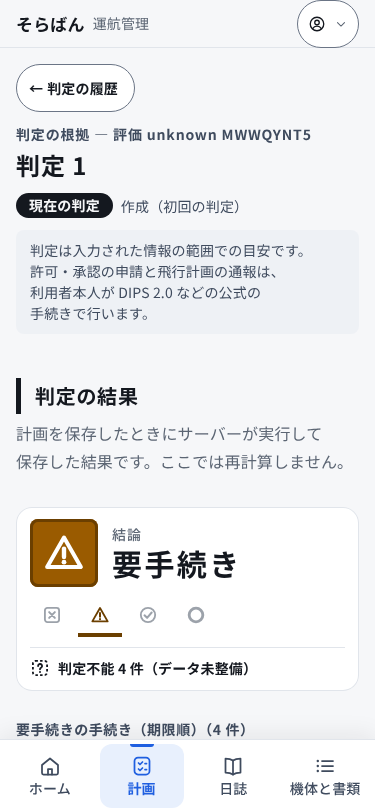 そらばん 運航管理
← 判定の履歴
判定の根拠 — 評価 unknown MWWQYNT5
判定 1
現在の判定 作成（初回の判定）
判定は入力された情報の範囲での目安です。
許可・承認の申請と飛行計画の通報は、
利用者本人が DIPS 2.0 などの公式の
手続きで行います。
判定の結果
計画を保存したときにサーバーが実行して
保存した結果です。ここでは再計算しません。
結論
要手続き
判定不能 4 件（データ未整備）
要手続きの手続き（期限順）（4 件）
ホーム 計画 日誌 機体と書類